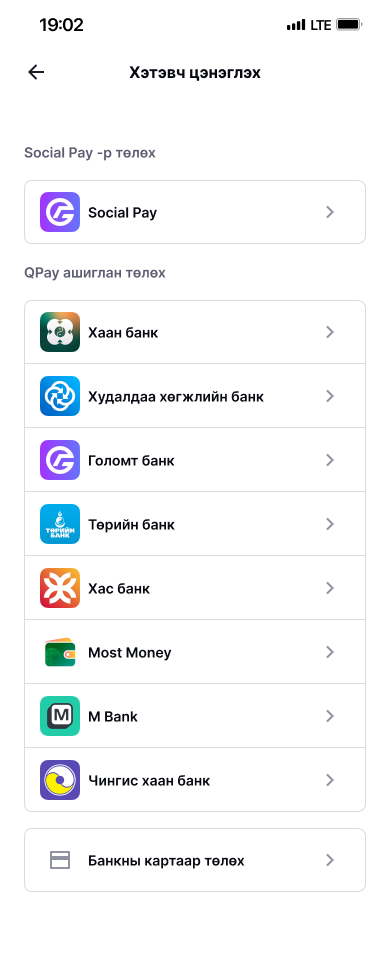 19:02
LTE
Хэтэвч цэнэглэх
Social Pay -р төлөх
Social Pay
QPay ашиглан төлөх
Хаан банк
Худалдаа хөгжлийн банк
Голомт банк
ТӨРИЙН
БАНК
Төрийн банк
Хас банк
Most Money
M
M Bank
Чингис хаан банк
Банкны картаар төлөх